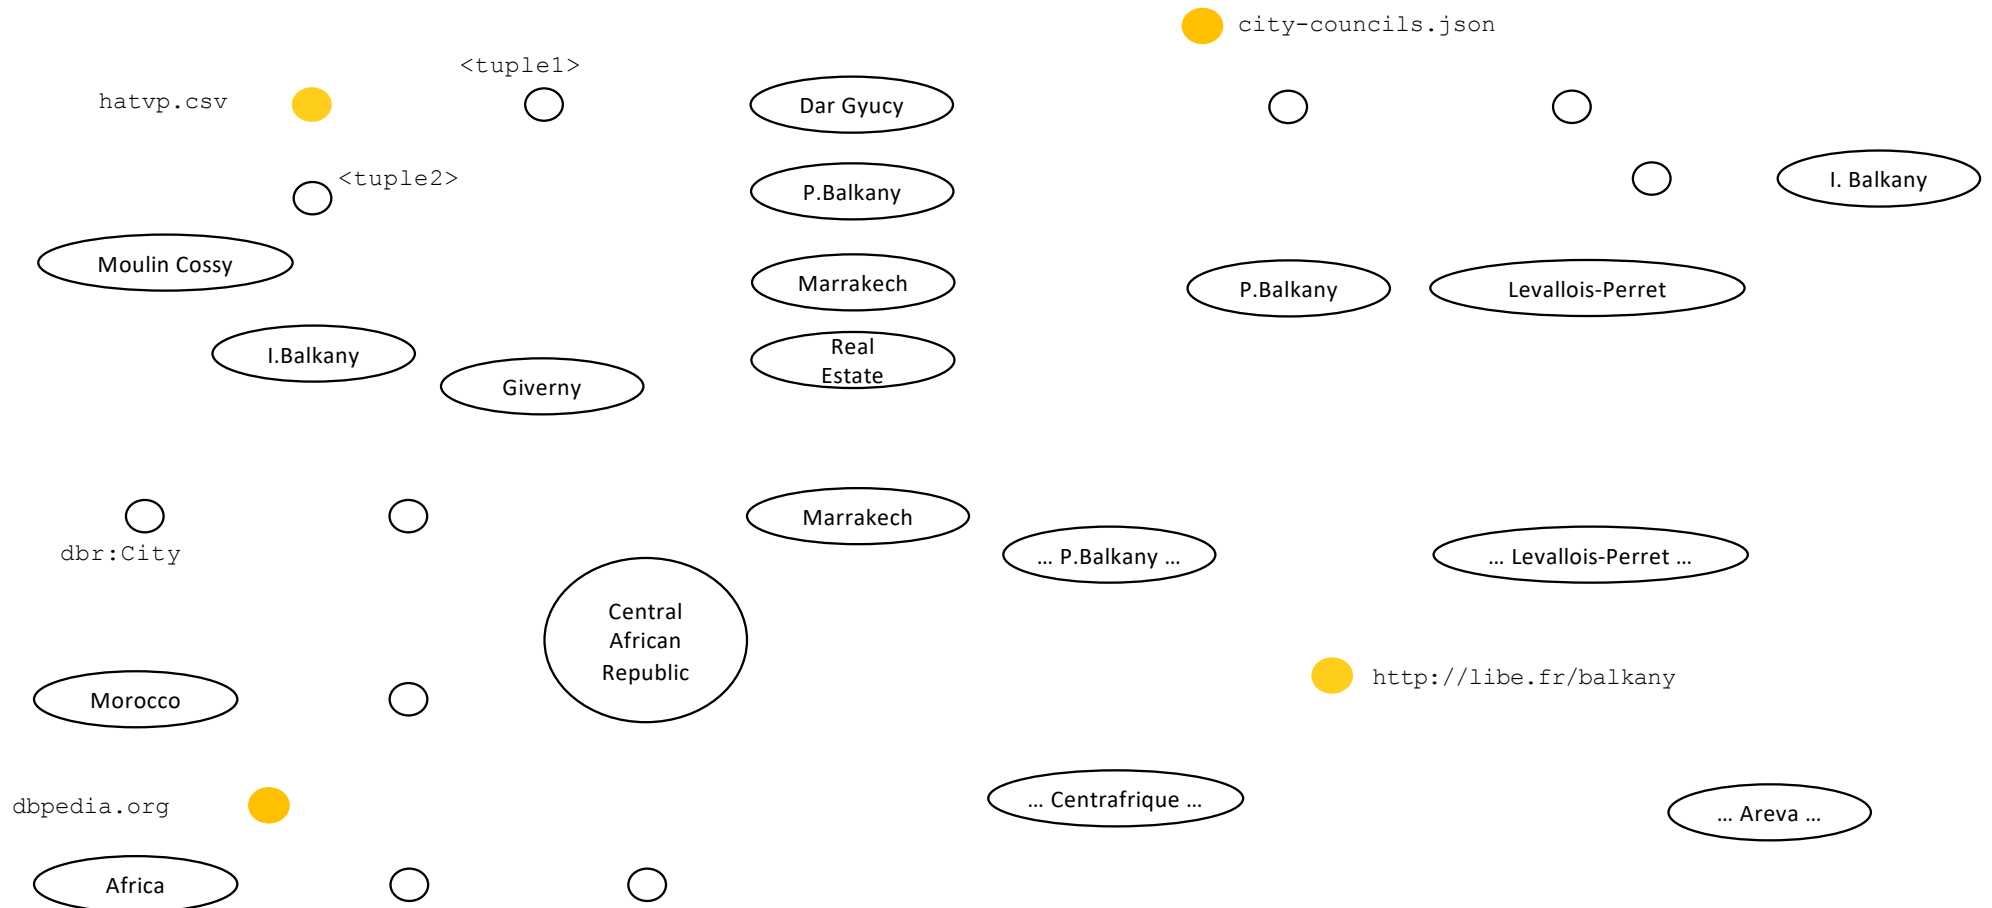 city-councils.json
<tuple1>
hatvp.csv
Dar Gyucy
<tuple2>
P.Balkany
I. Balkany
Moulin Cossy
Marrakech
P.Balkany
Levallois-Perret
I.Balkany
Real
Estate
Giverny
Marrakech
dbr:City
… P.Balkany …
… Levallois-Perret …
Central
African
Republic
http://libe.fr/balkany
Morocco
dbpedia.org
… Centrafrique …
… Areva …
Africa